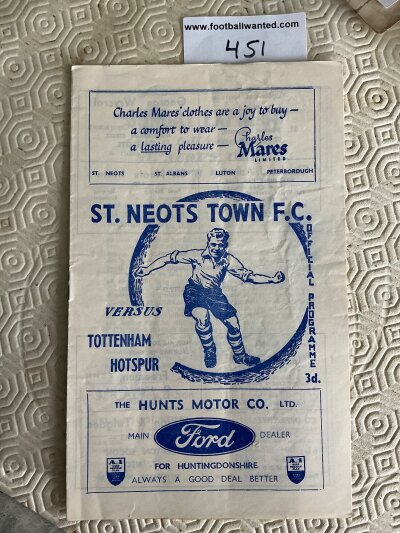 www.footballwanted.com
451
Charles Mares' clothes are a joy to buy —
a comfort to wear —
a lasting pleasure —
Charles
Mares
LIMITED
ST. NEOTS · ST. ALBANS · LUTON · PETERBOROUGH
ST. NEOTS TOWN F.C.
OFFICIAL PROGRAMME
VERSUS
TOTTENHAM
HOTSPUR
3d.
THE HUNTS MOTOR CO. LTD.
MAIN Ford DEALER
FOR HUNTINGDONSHIRE
ALWAYS A GOOD DEAL BETTER
A.1
A.1